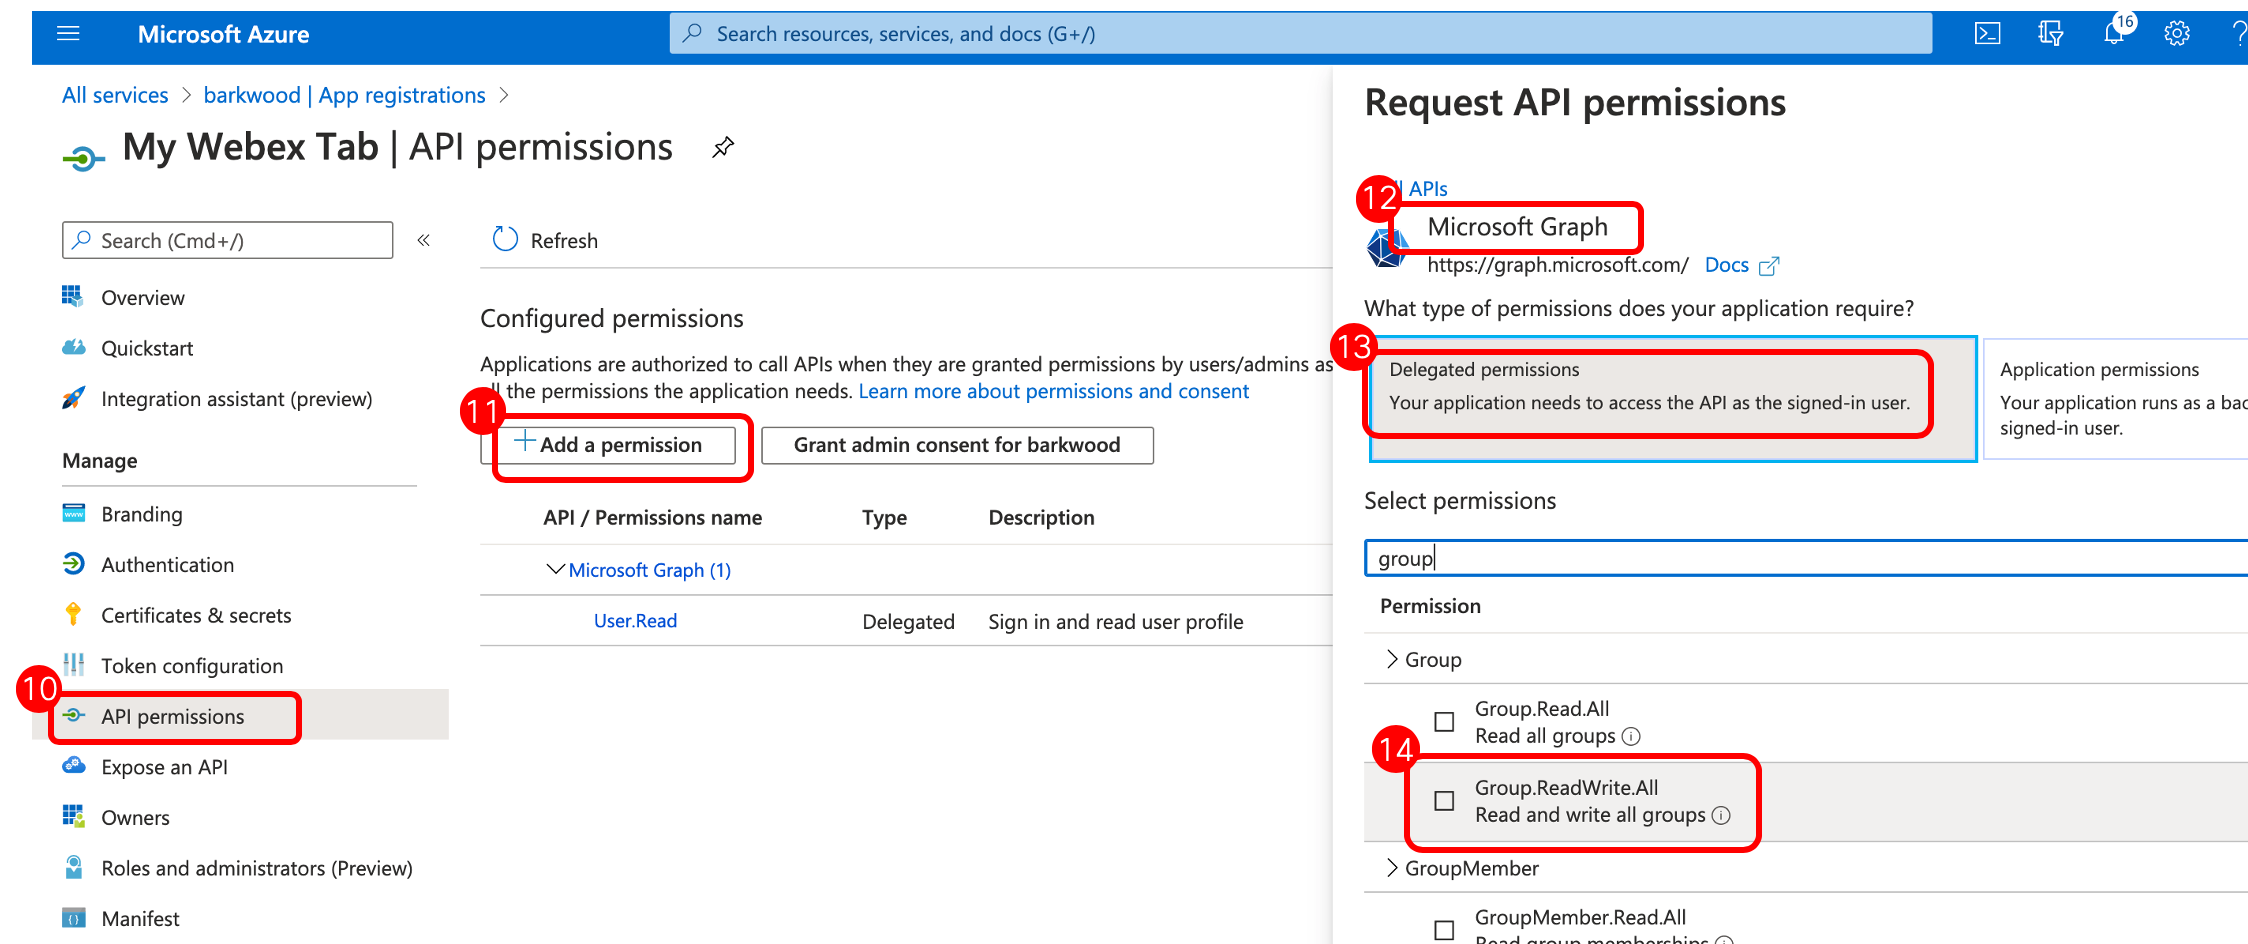 Microsoft Azure
Search resources, services, and docs (G+/)
16
?
All services > barkwood | App registrations >
My Webex Tab | API permissions
Search (Cmd+/)
«
Overview
Quickstart
Integration assistant (preview)
Manage
Branding
Authentication
Certificates & secrets
Token configuration
10
API permissions
Expose an API
Owners
Roles and administrators (Preview)
Manifest
Refresh
Configured permissions
Applications are authorized to call APIs when they are granted permissions by users/admins as
the permissions the application needs. Learn more about permissions and consent
11
+ Add a permission
Grant admin consent for barkwood
API / Permissions name Type Description
Microsoft Graph (1)
User.Read Delegated Sign in and read user profile
Request API permissions
APIs
12
Microsoft Graph
https://graph.microsoft.com/ Docs
What type of permissions does your application require?
13
Delegated permissions
Your application needs to access the API as the signed-in user.
Application permissions
Your application runs as a bac
signed-in user.
Select permissions
group
Permission
Group
Group.Read.All
Read all groups
14
Group.ReadWrite.All
Read and write all groups
GroupMember
GroupMember.Read.All
Read group memberships